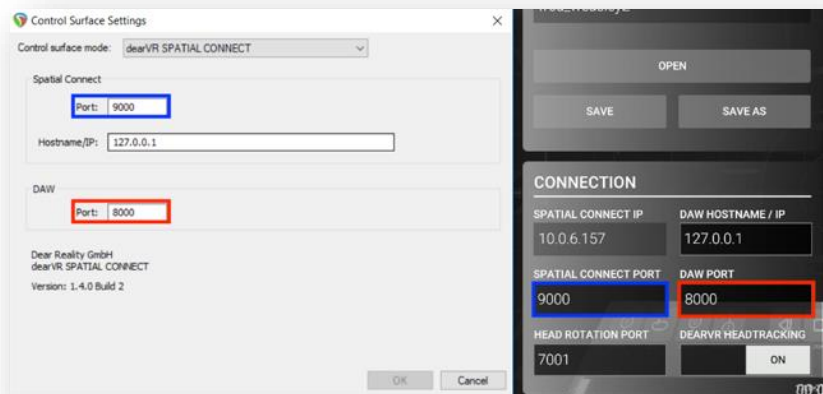 Control Surface Settings
Control surface mode: dearVR SPATIAL CONNECT
Spatial Connect
Port: 9000
Hostname/IP: 127.0.0.1
DAW
Port: 8000
Dear Reality GmbH
dearVR SPATIAL CONNECT
Version: 1.4.0 Build 2
OK Cancel
OPEN
SAVE SAVE AS
CONNECTION
SPATIAL CONNECT IP DAW HOSTNAME / IP
10.0.6.157 127.0.0.1
SPATIAL CONNECT PORT DAW PORT
9000 8000
HEAD ROTATION PORT DEARVR HEADTRACKING
7001 ON